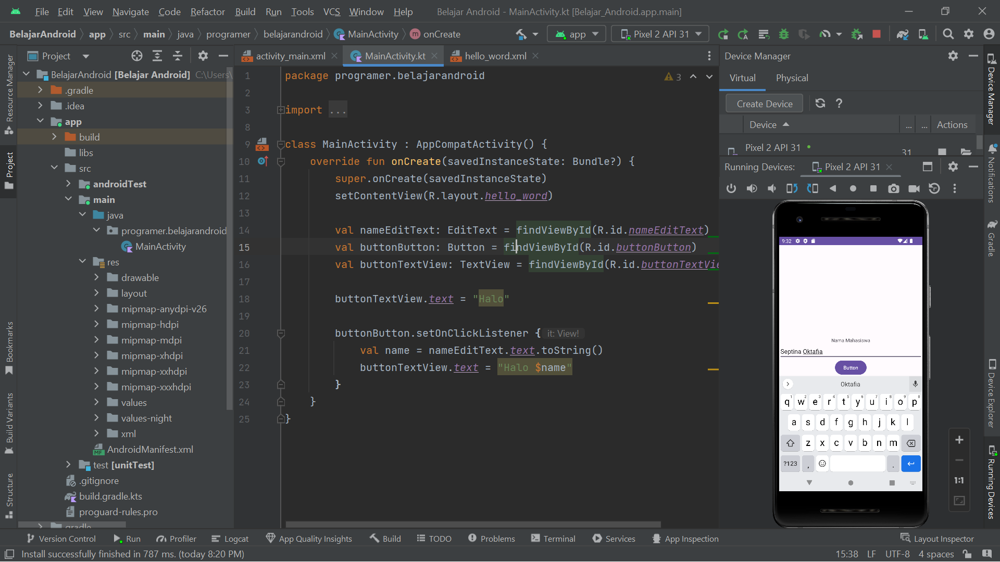 File Edit View Navigate Code Refactor Build Run Tools VCS Window Help Belajar Android - MainActivity.kt [Belajar_Android.app.main]
BelajarAndroid app src main java programer belajarandroid MainActivity onCreate app Pixel 2 API 31
Project
activity_main.xml MainActivity.kt hello_word.xml
Resource Manager
Project
Bookmarks
Build Variants
Structure
BelajarAndroid [Belajar Android] C:\Users\
.gradle
.idea
app
build
libs
src
androidTest
main
java
programer.belajarandroid
MainActivity
res
drawable
layout
mipmap-anydpi-v26
mipmap-hdpi
mipmap-mdpi
mipmap-xhdpi
mipmap-xxhdpi
mipmap-xxxhdpi
values
values-night
xml
AndroidManifest.xml
test [unitTest]
.gitignore
build.gradle.kts
proguard-rules.pro
gradle
3
1 package programer.belajarandroid
2
3 import ...
8
9 class MainActivity : AppCompatActivity() {
10 override fun onCreate(savedInstanceState: Bundle?) {
11 super.onCreate(savedInstanceState)
12 setContentView(R.layout.hello_word)
13
14 val nameEditText: EditText = findViewById(R.id.nameEditText)
15 val buttonButton: Button = findViewById(R.id.buttonButton)
16 val buttonTextView: TextView = findViewById(R.id.buttonTextVie
17
18 buttonTextView.text = "Halo"
19
20 buttonButton.setOnClickListener { it: View!
21 val name = nameEditText.text.toString()
22 buttonTextView.text = "Halo $name"
23 }
24 }
25 }
Device Manager
Virtual Physical
Create Device ?
Device ... ... Actions
Pixel 2 API 31
31
Running Devices: Pixel 2 API 31
9:32
Nama Mahasiswa
Septina Oktafia
Button
Oktafia
q1 w2 e3 r4 t5 y6 u7 i8 o9 p0
a s d f g h j k l
z x c v b n m
?123 , .
1:1
Device Manager
Notifications
Gradle
Device Explorer
Running Devices
Version Control Run Profiler Logcat App Quality Insights Build TODO Problems Terminal Services App Inspection Layout Inspector
Install successfully finished in 787 ms. (today 8:20 PM) 15:38 LF UTF-8 4 spaces